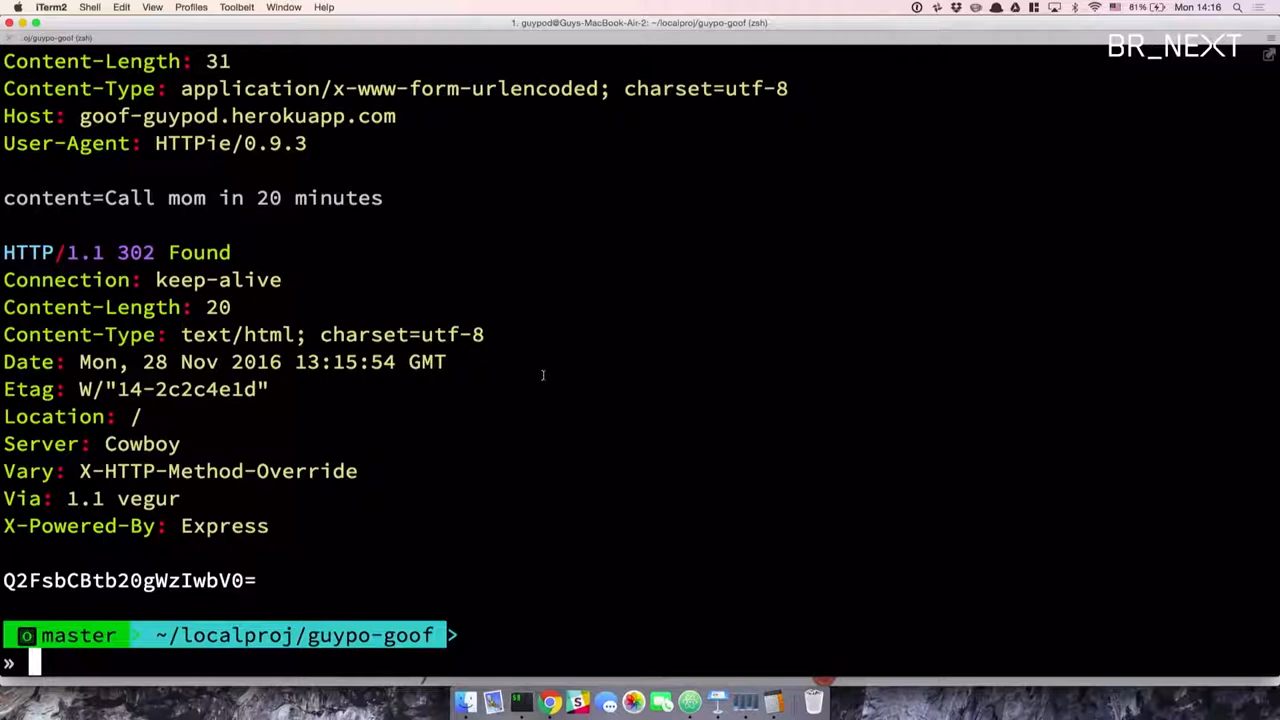 iTerm2 Shell Edit View Profiles Toolbelt Window Help 81% Mon 14:16
1. guypod@Guys-MacBook-Air-2: ~/localproj/guypo-goof (zsh)
..oj/guypo-goof (zsh)
BR_NEXT
Content-Length: 31
Content-Type: application/x-www-form-urlencoded; charset=utf-8
Host: goof-guypod.herokuapp.com
User-Agent: HTTPie/0.9.3
content=Call mom in 20 minutes
HTTP/1.1 302 Found
Connection: keep-alive
Content-Length: 20
Content-Type: text/html; charset=utf-8
Date: Mon, 28 Nov 2016 13:15:54 GMT
Etag: W/"14-2c2c4e1d"
Location: /
Server: Cowboy
Vary: X-HTTP-Method-Override
Via: 1.1 vegur
X-Powered-By: Express
Q2FsbCBtb20gWzIwbV0=
master > ~/localproj/guypo-goof >
»